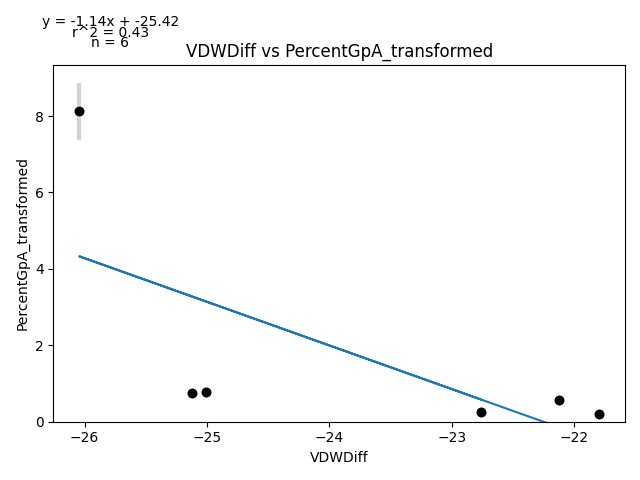 y = -1.14x + -25.42
r^2 = 0.43
n = 6
VDWDiff vs PercentGpA_transformed
8
6
4
2
0
PercentGpA_transformed
−26
−25
−24
−23
−22
VDWDiff